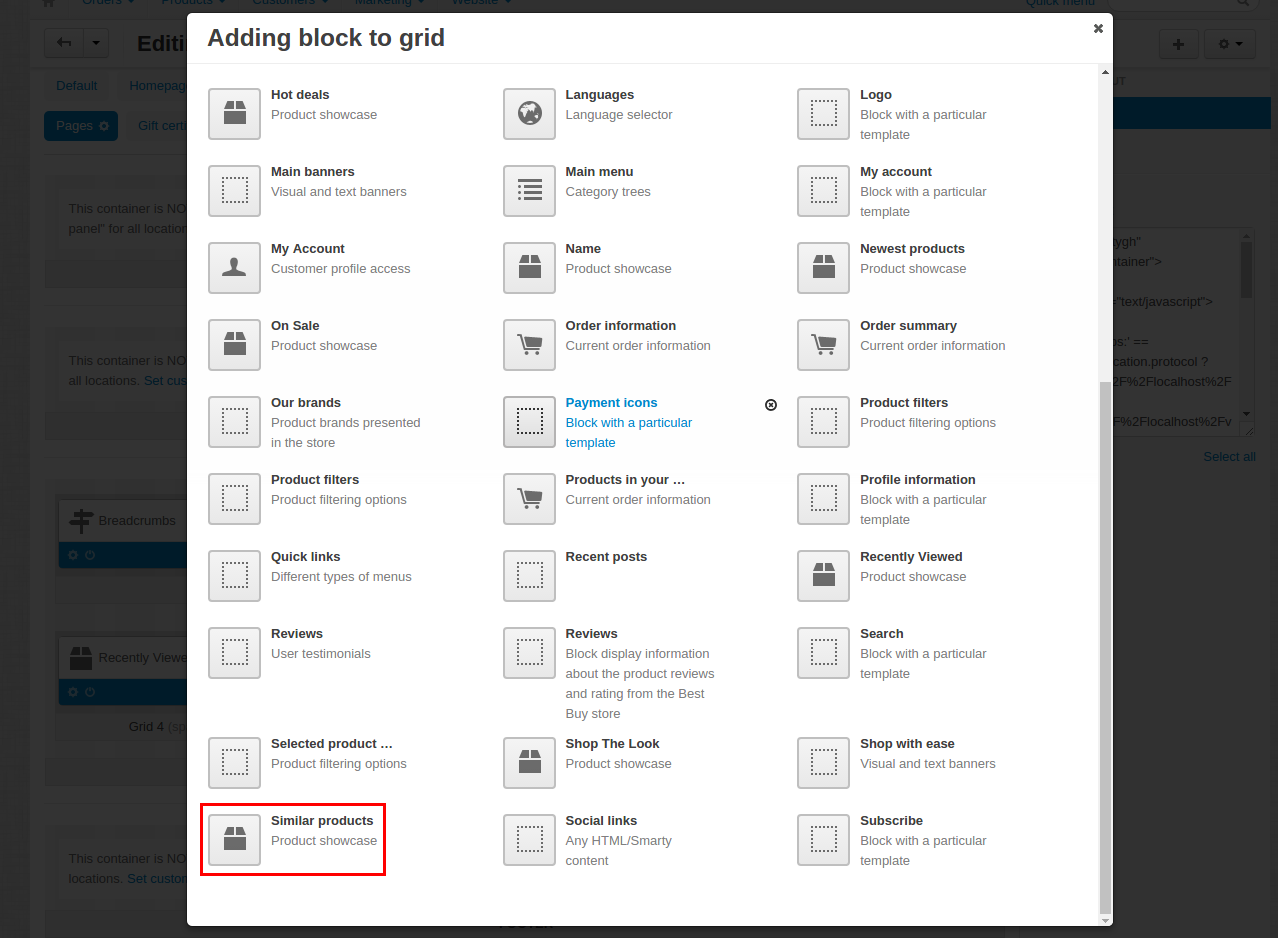 Orders
Products
Customers
Marketing
Website
Quick menu
Adding block to grid
Default
Pages
This container is NO
panel" for all location
This container is NO
all locations. Set cus
Breadcrumbs
Recently Viewe
Grid 4 (sp
This container is NO
locations. Set custo
Hot deals
Product showcase
Languages
Language selector
Logo
Block with a particular
template
Main banners
Visual and text banners
Main menu
Category trees
My account
Block with a particular
template
My Account
Customer profile access
Name
Product showcase
Newest products
Product showcase
On Sale
Product showcase
Order information
Current order information
Order summary
Current order information
Our brands
Product brands presented
in the store
Payment icons
Block with a particular
template
Product filters
Product filtering options
Product filters
Product filtering options
Products in your ...
Current order information
Profile information
Block with a particular
template
Quick links
Different types of menus
Recent posts
Recently Viewed
Product showcase
Reviews
User testimonials
Reviews
Block display information
about the product reviews
and rating from the Best
Buy store
Search
Block with a particular
template
Selected product ...
Product filtering options
Shop The Look
Product showcase
Shop with ease
Visual and text banners
Similar products
Product showcase
Social links
Any HTML/Smarty
content
Subscribe
Block with a particular
template
tygh"
ntainer">
="text/javascript">
ps:' ==
cation.protocol ?
2F%2Flocalhost%2F
F%2Flocalhost%2Fv
Select all